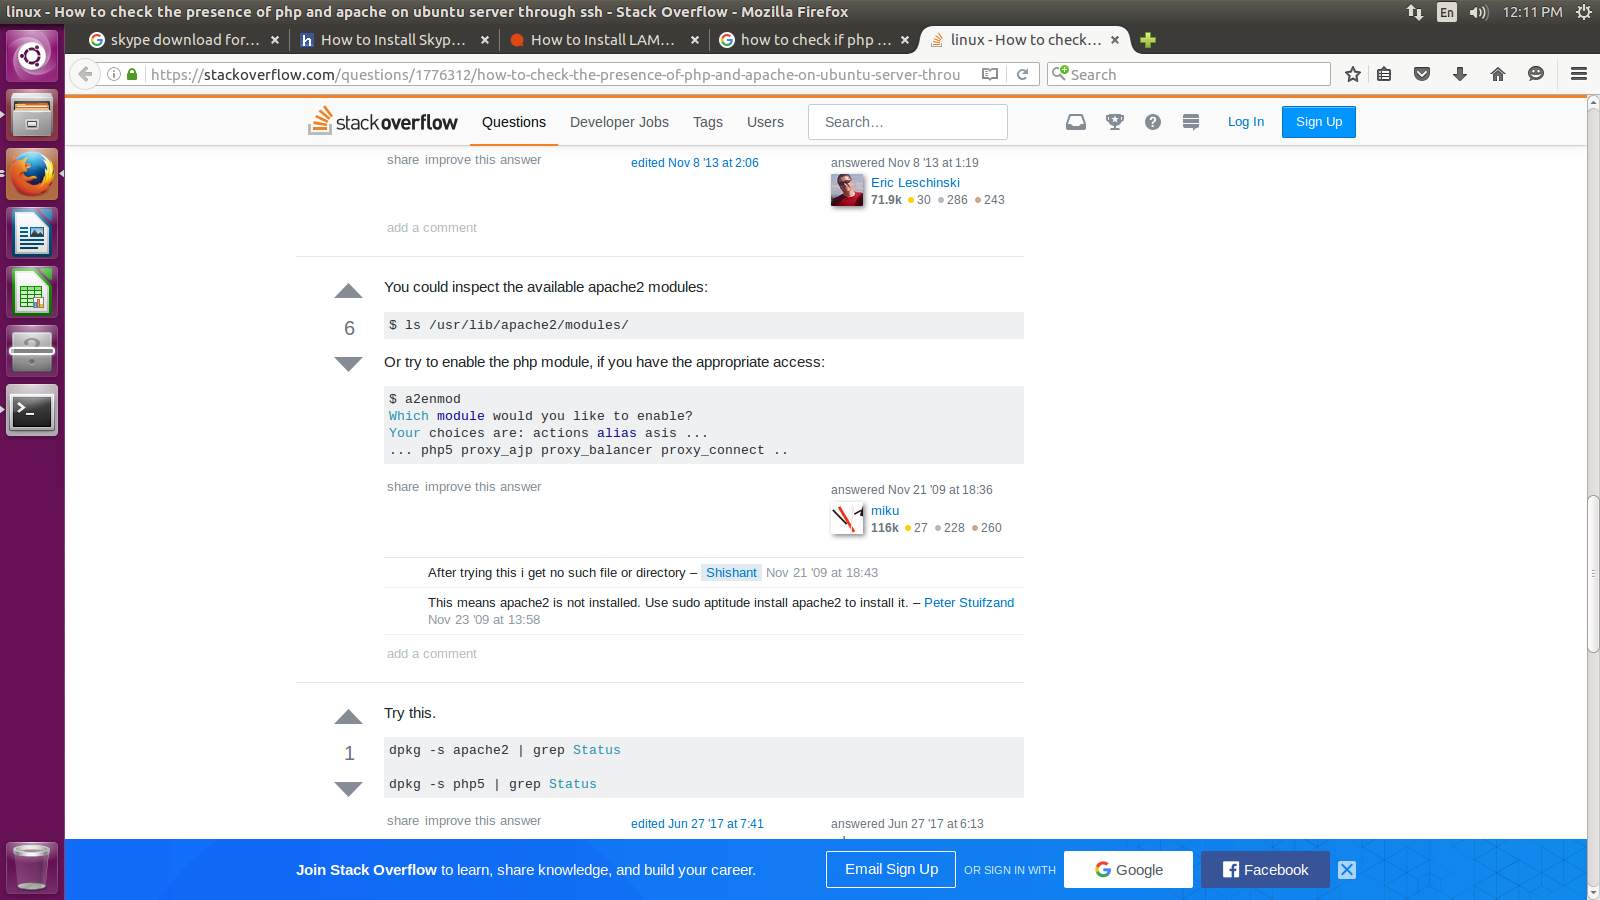 linux - How to check the presence of php and apache on ubuntu server through ssh - Stack Overflow - Mozilla Firefox
En
12:11 PM
skype download for...
How to Install Skyp...
How to Install LAM...
how to check if php ...
linux - How to check...
https://stackoverflow.com/questions/1776312/how-to-check-the-presence-of-php-and-apache-on-ubuntu-server-throu
Search
stackoverflow
Questions
Developer Jobs
Tags
Users
Search…
Log In
Sign Up
share improve this answer
edited Nov 8 '13 at 2:06
answered Nov 8 '13 at 1:19
Eric Leschinski
71.9k 30 286 243
add a comment
You could inspect the available apache2 modules:
6
$ ls /usr/lib/apache2/modules/
Or try to enable the php module, if you have the appropriate access:
$ a2enmod
Which module would you like to enable?
Your choices are: actions alias asis ...
... php5 proxy_ajp proxy_balancer proxy_connect ..
share improve this answer
answered Nov 21 '09 at 18:36
miku
116k 27 228 260
After trying this i get no such file or directory – Shishant Nov 21 '09 at 18:43
This means apache2 is not installed. Use sudo aptitude install apache2 to install it. – Peter Stuifzand
Nov 23 '09 at 13:58
add a comment
Try this.
1
dpkg -s apache2 | grep Status
dpkg -s php5 | grep Status
share improve this answer
edited Jun 27 '17 at 7:41
answered Jun 27 '17 at 6:13
Join Stack Overflow to learn, share knowledge, and build your career.
Email Sign Up
OR SIGN IN WITH
Google
Facebook